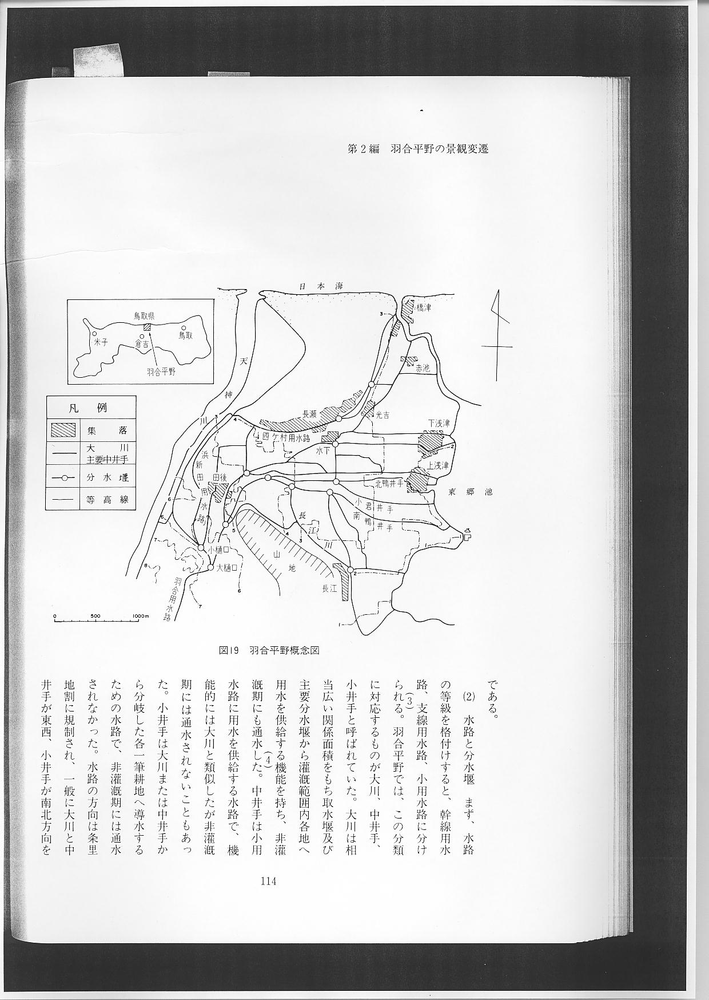 第2編　羽合平野の景観変遷
日本海
鳥取県
米子
倉吉
鳥取
羽合平野
凡例
集落
大川
主要中井手
分水堰
等高線
天
神
川
橋津
赤池
長瀬
光吉
四ケ村用水路
水下
下浅津
上浅津
浜新田用水路
田後
北鴨井手
小君井手
南鴨井手
東郷池
長江川
山地
小樋口
大樋口
長江
羽合用水路
3
3
4
2
6
6
5
4
3
7
8
6
7
2
1
1
0　500　1000m
図19　羽合平野概念図
である。
(2)　水路と分水堰　まず、水路
の等級を格付けすると、幹線用水
路、支線用水路、小用水路に分け
られる。(3)羽合平野では、この分類
に対応するものが大川、中井手、
小井手と呼ばれていた。大川は相
当広い関係面積をもち取水堰及び
主要分水堰から灌漑範囲内各地へ
用水を供給する機能を持ち、非灌
漑期にも通水した。(4)中井手は小用
水路に用水を供給する水路で、機
能的には大川と類似したが非灌漑
期には通水されないこともあっ
た。小井手は大川または中井手か
ら分岐した各一筆耕地へ導水する
ための水路で、非灌漑期には通水
されなかった。水路の方向は条里
地割に規制され、一般に大川と中
井手が東西、小井手が南北方向を
114